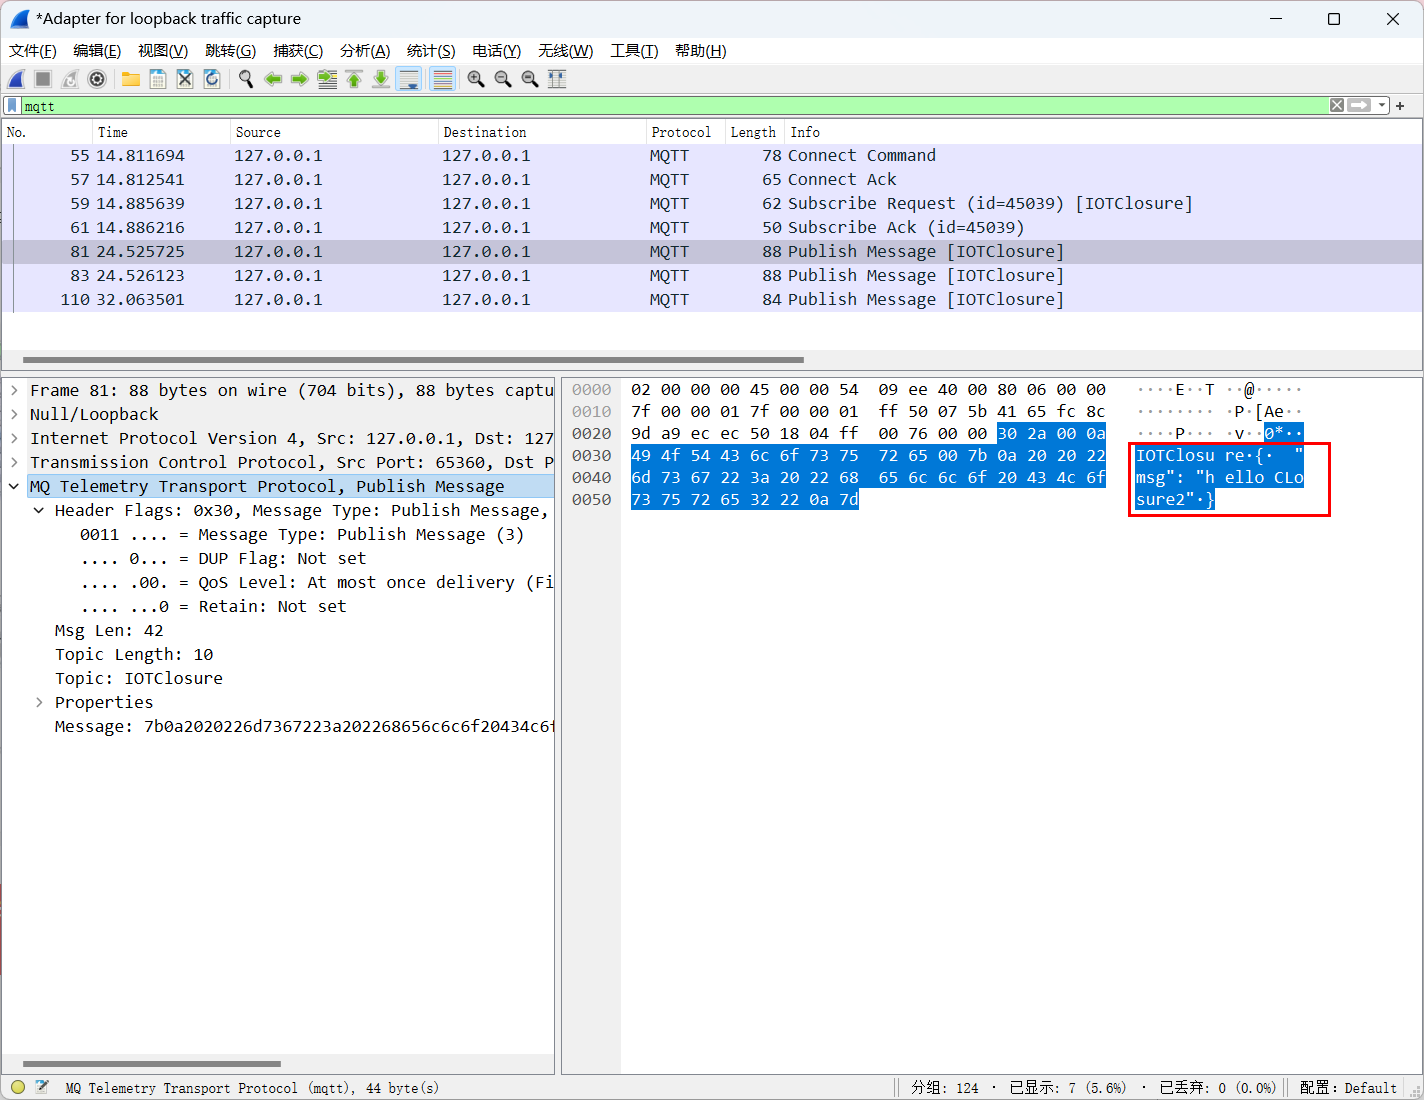 *Adapter for loopback traffic capture
文件(F) 编辑(E) 视图(V) 跳转(G) 捕获(C) 分析(A) 统计(S) 电话(Y) 无线(W) 工具(T) 帮助(H)
mqtt
No. Time Source Destination Protocol Length Info
55 14.811694 127.0.0.1 127.0.0.1 MQTT 78 Connect Command
57 14.812541 127.0.0.1 127.0.0.1 MQTT 65 Connect Ack
59 14.885639 127.0.0.1 127.0.0.1 MQTT 62 Subscribe Request (id=45039) [IOTClosure]
61 14.886216 127.0.0.1 127.0.0.1 MQTT 50 Subscribe Ack (id=45039)
81 24.525725 127.0.0.1 127.0.0.1 MQTT 88 Publish Message [IOTClosure]
83 24.526123 127.0.0.1 127.0.0.1 MQTT 88 Publish Message [IOTClosure]
110 32.063501 127.0.0.1 127.0.0.1 MQTT 84 Publish Message [IOTClosure]
Frame 81: 88 bytes on wire (704 bits), 88 bytes captu
Null/Loopback
Internet Protocol Version 4, Src: 127.0.0.1, Dst: 127
Transmission Control Protocol, Src Port: 65360, Dst P
MQ Telemetry Transport Protocol, Publish Message
Header Flags: 0x30, Message Type: Publish Message,
0011 .... = Message Type: Publish Message (3)
.... 0... = DUP Flag: Not set
.... .00. = QoS Level: At most once delivery (Fi
.... ...0 = Retain: Not set
Msg Len: 42
Topic Length: 10
Topic: IOTClosure
Properties
Message: 7b0a2020226d7367223a202268656c6c6f20434c6f
0000 02 00 00 00 45 00 00 54 09 ee 40 00 80 06 00 00 ····E··T ··@·····
0010 7f 00 00 01 7f 00 00 01 ff 50 07 5b 41 65 fc 8c ········ ·P·[Ae··
0020 9d a9 ec ec 50 18 04 ff 00 76 00 00 30 2a 00 0a ····P··· ·v··0*··
0030 49 4f 54 43 6c 6f 73 75 72 65 00 7b 0a 20 20 22 IOTClosu re·{·  "
0040 6d 73 67 22 3a 20 22 68 65 6c 6c 6f 20 43 4c 6f msg": "h ello CLo
0050 73 75 72 65 32 22 0a 7d sure2"·}
MQ Telemetry Transport Protocol (mqtt), 44 byte(s) 分组: 124 · 已显示: 7 (5.6%) · 已丢弃: 0 (0.0%) 配置: Default